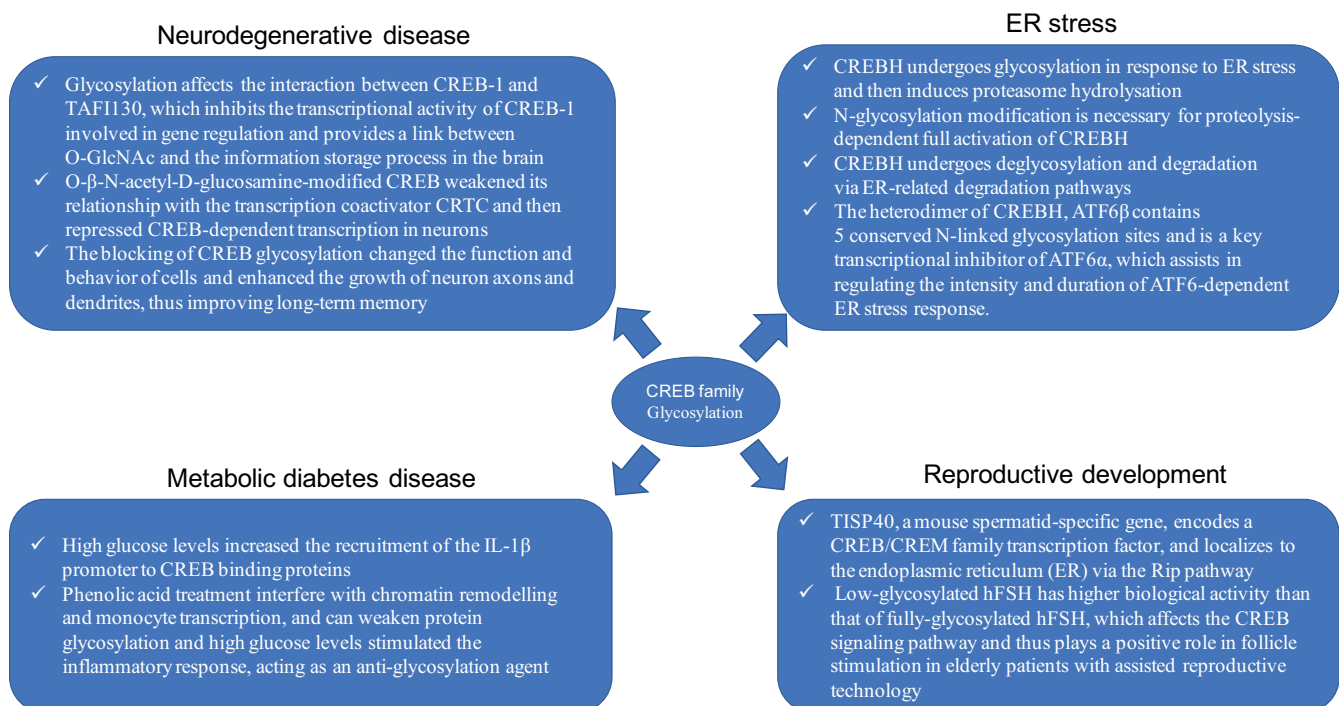 Neurodegenerative disease
✓ Glycosylation affects the interaction between CREB-1 and
TAFI130, which inhibits the transcriptional activity of CREB-1
involved in gene regulation and provides a link between
O-GlcNAc and the information storage process in the brain
✓ O-β-N-acetyl-D-glucosamine-modified CREB weakened its
relationship with the transcription coactivator CRTC and then
repressed CREB-dependent transcription in neurons
✓ The blocking of CREB glycosylation changed the function and
behavior of cells and enhanced the growth of neuron axons and
dendrites, thus improving long-term memory
ER stress
✓ CREBH undergoes glycosylation in response to ER stress
and then induces proteasome hydrolysation
✓ N-glycosylation modification is necessary for proteolysis-
dependent full activation of CREBH
✓ CREBH undergoes deglycosylation and degradation
via ER-related degradation pathways
✓ The heterodimer of CREBH, ATF6β contains
5 conserved N-linked glycosylation sites and is a key
transcriptional inhibitor of ATF6α, which assists in
regulating the intensity and duration of ATF6-dependent
ER stress response.
CREB family
Glycosylation
Metabolic diabetes disease
✓ High glucose levels increased the recruitment of the IL-1β
promoter to CREB binding proteins
✓ Phenolic acid treatment interfere with chromatin remodelling
and monocyte transcription, and can weaken protein
glycosylation and high glucose levels stimulated the
inflammatory response, acting as an anti-glycosylation agent
Reproductive development
✓ TISP40, a mouse spermatid-specific gene, encodes a
CREB/CREM family transcription factor, and localizes to
the endoplasmic reticulum (ER) via the Rip pathway
✓ Low-glycosylated hFSH has higher biological activity than
that of fully-glycosylated hFSH, which affects the CREB
signaling pathway and thus plays a positive role in follicle
stimulation in elderly patients with assisted reproductive
technology